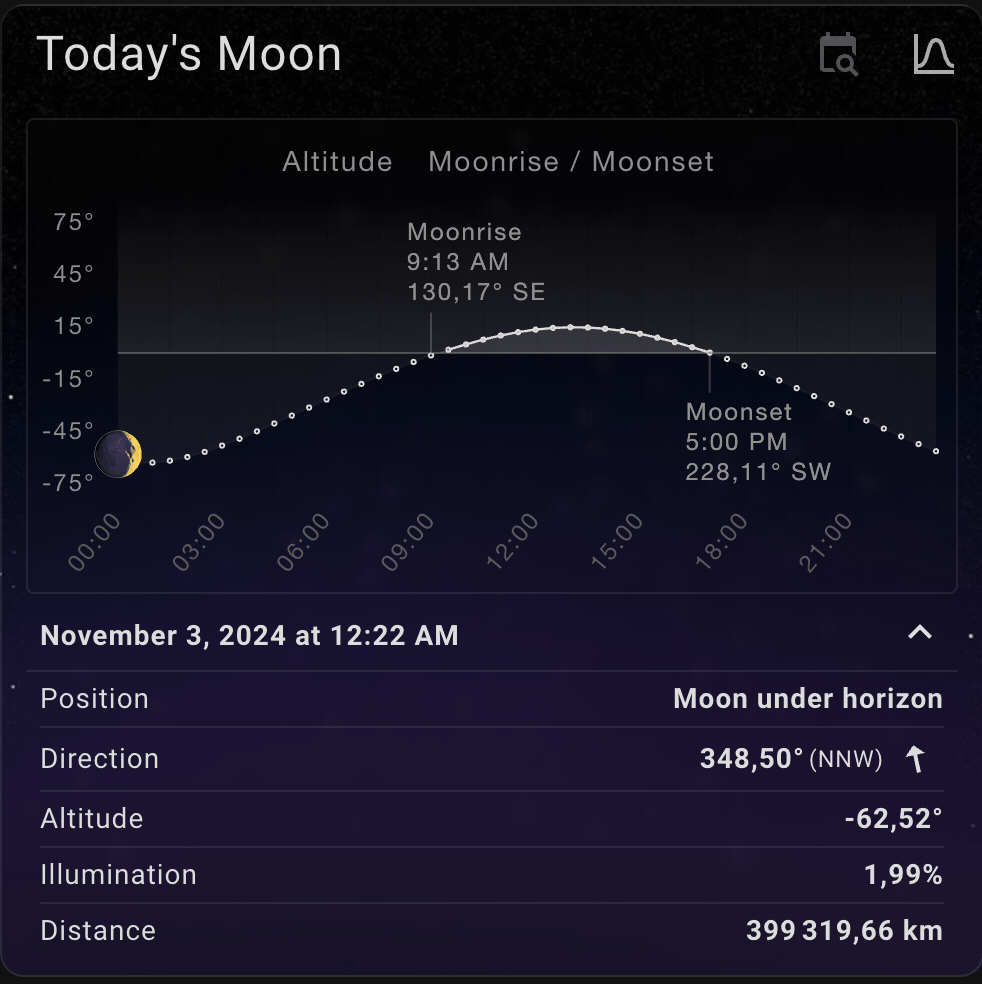 Today's Moon
Altitude Moonrise / Moonset
75°
45°
15°
-15°
-45°
-75°
Moonrise
9:13 AM
130,17° SE
Moonset
5:00 PM
228,11° SW
00:00 03:00 06:00 09:00 12:00 15:00 18:00 21:00
November 3, 2024 at 12:22 AM
Position Moon under horizon
Direction 348,50° (NNW)
Altitude -62,52°
Illumination 1,99%
Distance 399 319,66 km